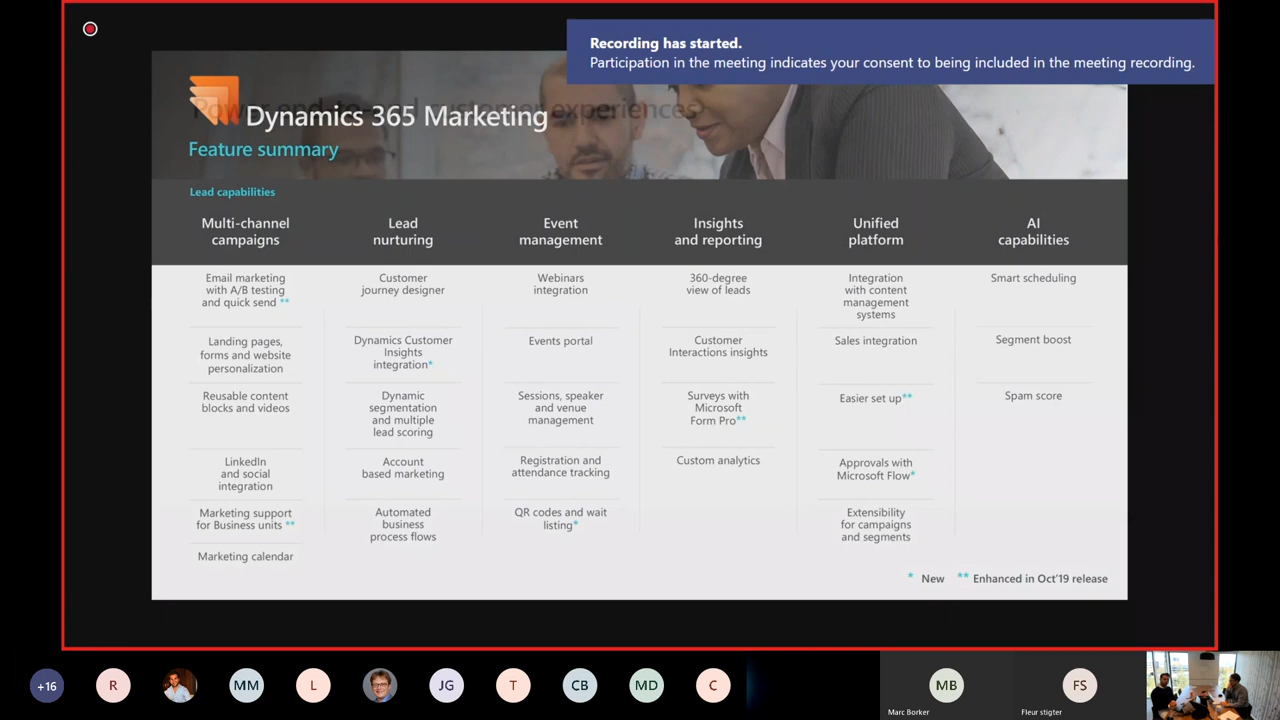 Recording has started.
Participation in the meeting indicates your consent to being included in the meeting recording.
Power end-to-end customer experiences
Dynamics 365 Marketing
Feature summary
Lead capabilities
Multi-channel
campaigns
Email marketing
with A/B testing
and quick send **
Landing pages,
forms and website
personalization
Reusable content
blocks and videos
LinkedIn
and social
integration
Marketing support
for Business units **
Marketing calendar
Lead
nurturing
Customer
journey designer
Dynamics Customer
Insights
integration*
Dynamic
segmentation
and multiple
lead scoring
Account
based marketing
Automated
business
process flows
Event
management
Webinars
integration
Events portal
Sessions, speaker
and venue
management
Registration and
attendance tracking
QR codes and wait
listing*
Insights
and reporting
360-degree
view of leads
Customer
Interactions insights
Surveys with
Microsoft
Form Pro**
Custom analytics
Unified
platform
Integration
with content
management
systems
Sales integration
Easier set up**
Approvals with
Microsoft Flow*
Extensibility
for campaigns
and segments
AI
capabilities
Smart scheduling
Segment boost
Spam score
* New ** Enhanced in Oct'19 release
+16
R
MM
L
JG
T
CB
MD
C
MB
Marc Borker
FS
Fleur stigter